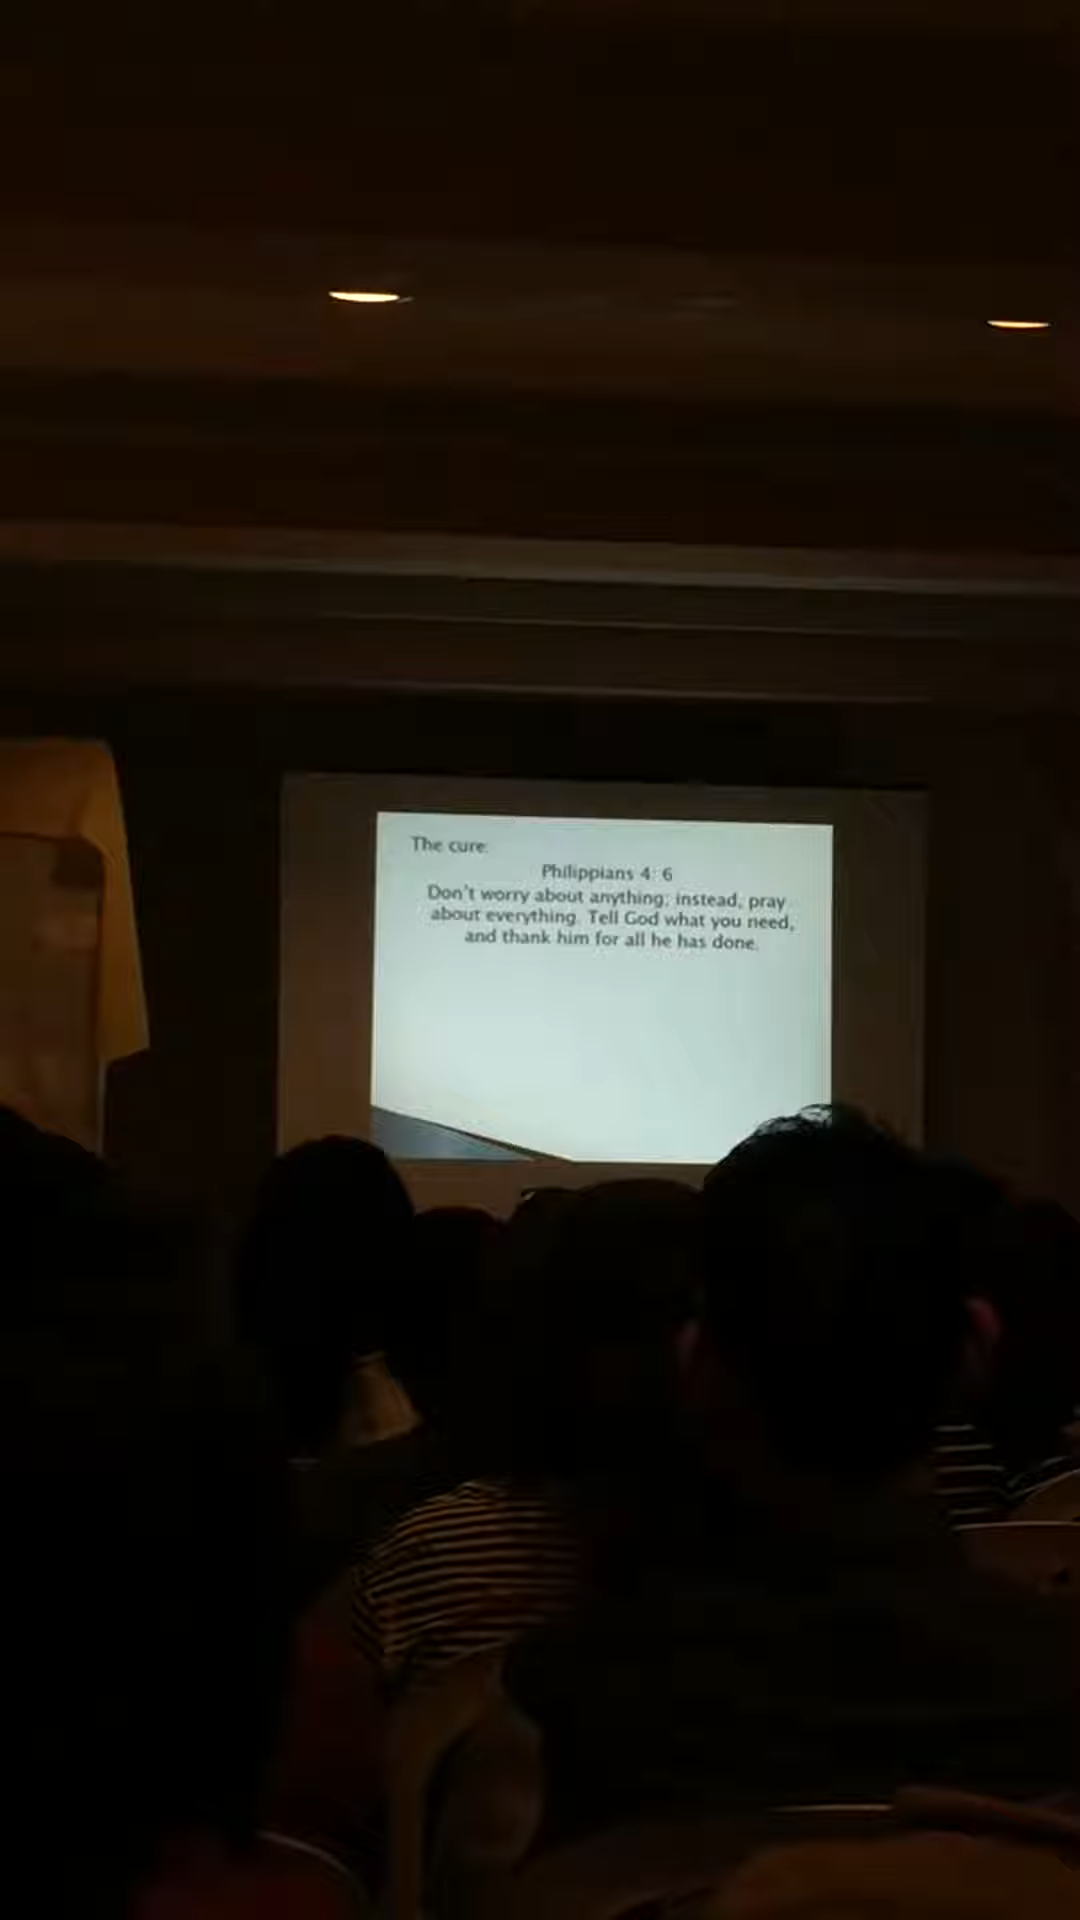 The cure:
Philippians 4: 6
Don't worry about anything; instead, pray
about everything. Tell God what you need,
and thank him for all he has done.